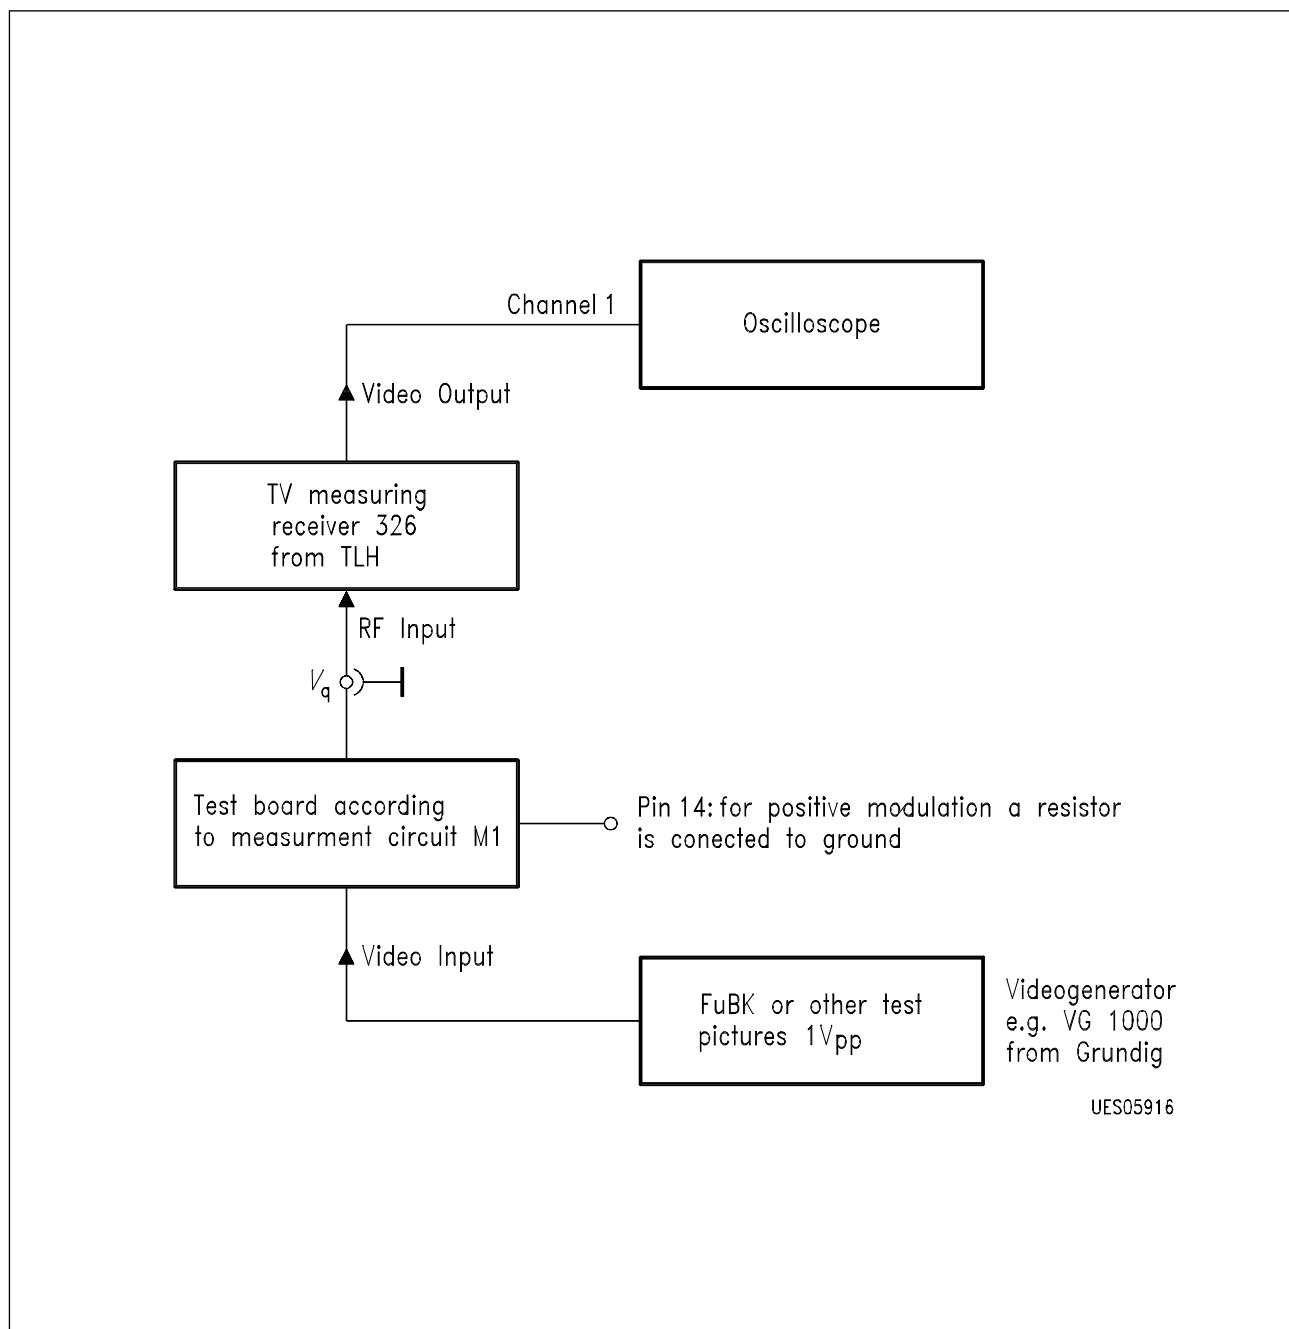 Channel 1
Oscilloscope
Video Output
TV measuring
receiver 326
from TLH
RF Input
Vq
Test board according
to measurment circuit M1
Pin 14: for positive modulation a resistor
is conected to ground
Video Input
FuBK or other test
pictures 1Vpp
Videogenerator
e.g. VG 1000
from Grundig
UES05916